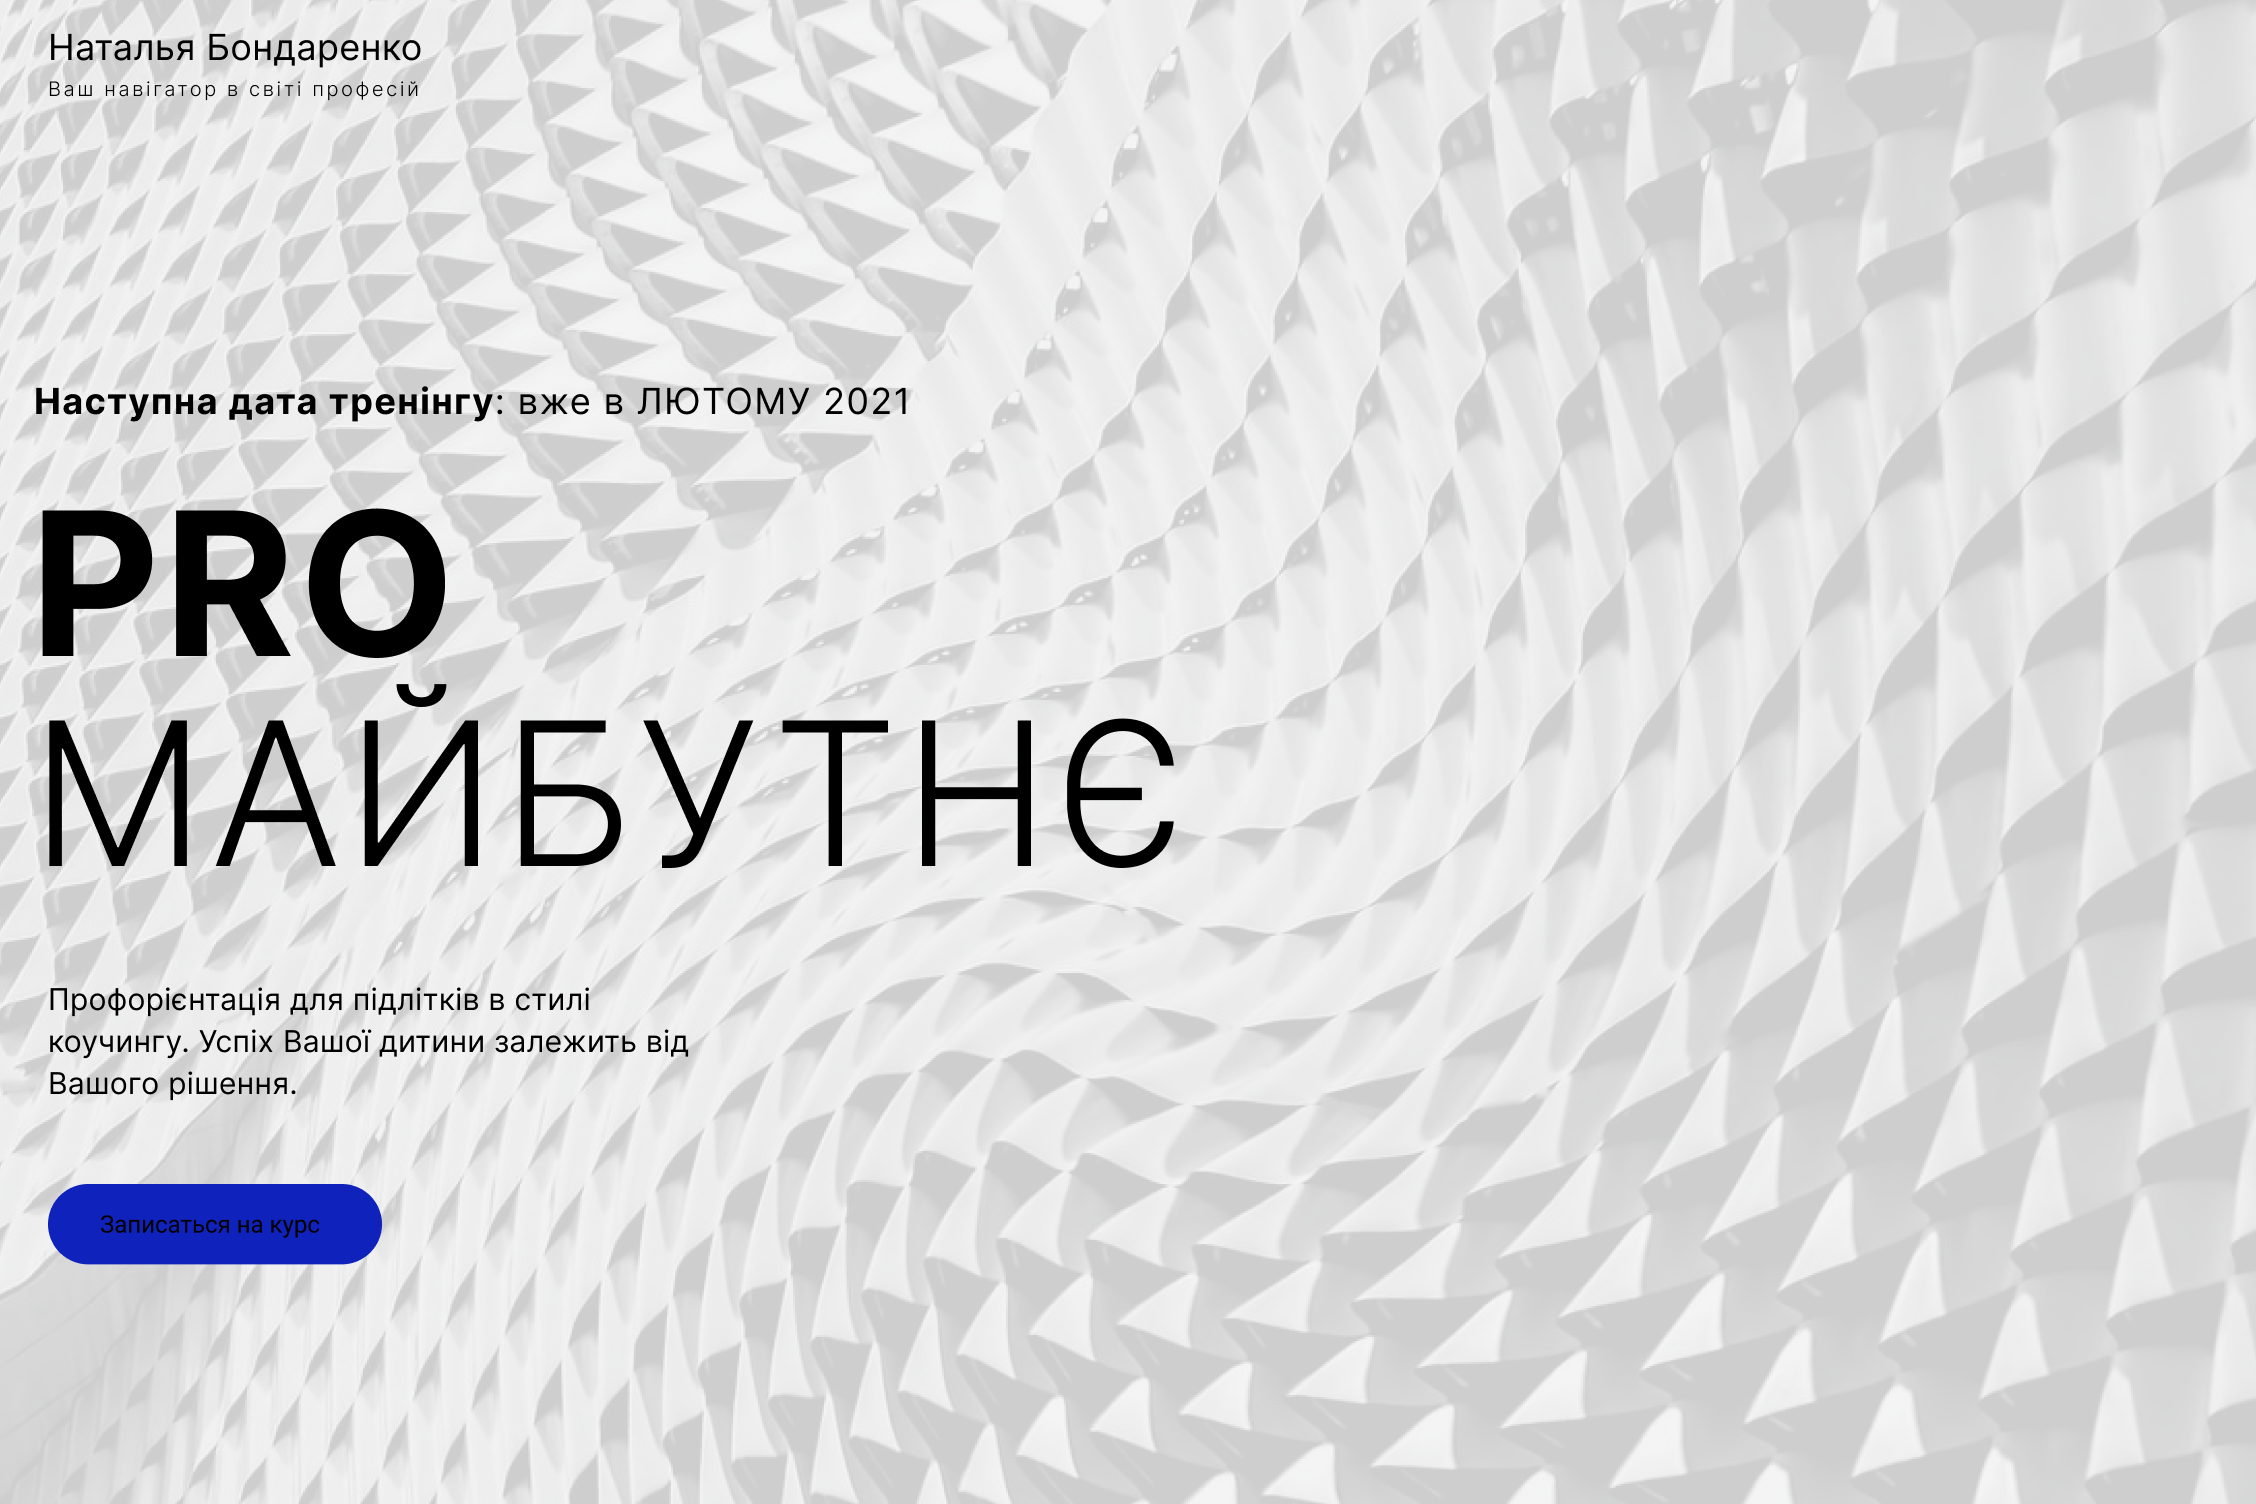 Наталья Бондаренко
Ваш навігатор в світі професій
Наступна дата тренінгу: вже в ЛЮТОМУ 2021
PRO
МАЙБУТНЄ
Профорієнтація для підлітків в стилі
коучингу. Успіх Вашої дитини залежить від
Вашого рішення.
Записаться на курс